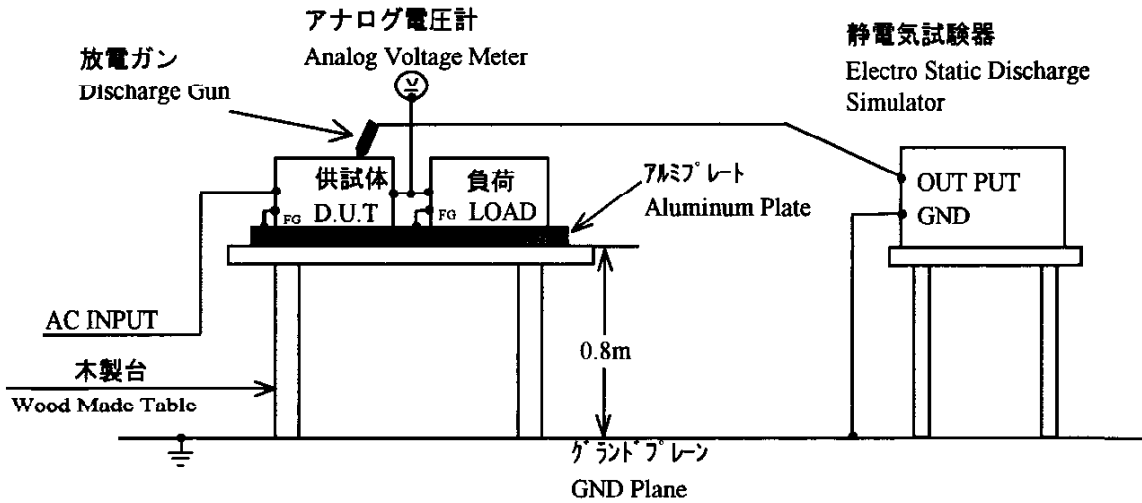 アナログ電圧計
Analog Voltage Meter
放電ガン
Discharge Gun
静電気試験器
Electro Static Discharge
Simulator
V
供試体
D.U.T
FG
負荷
LOAD
FG
アルミプレート
Aluminum Plate
OUT PUT
GND
AC INPUT
0.8m
木製台
Wood Made Table
グランドプレーン
GND Plane